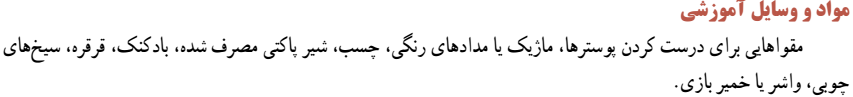 مواد و وسایل آموزشی
مقواهایی برای درست کردن پوسترها، ماژیک یا مدادهای رنگی، چسب، شیر پاکتی مصرف شده، بادکنک، قرقره، سیخ‌های
چوبی، واشر یا خمیر بازی.